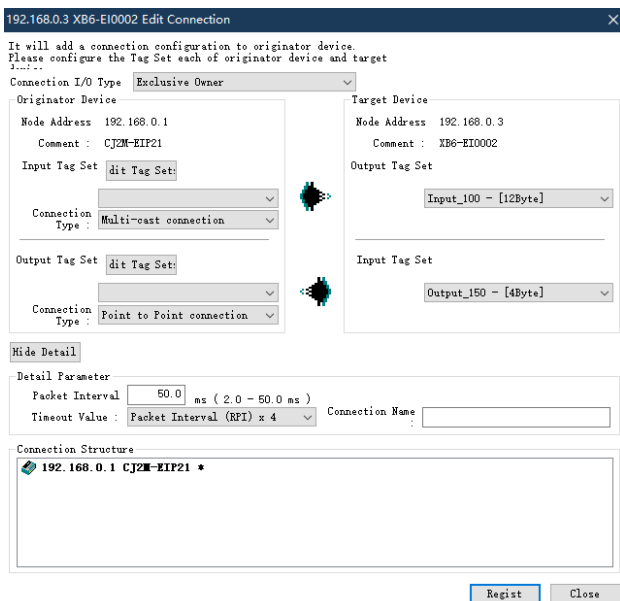 192.168.0.3 XB6-EI0002 Edit Connection
It will add a connection configuration to originator device.
Please configure the Tag Set each of originator device and target
Connection I/O Type Exclusive Owner
Originator Device
Node Address 192.168.0.1
Comment : CJ2M-EIP21
Input Tag Set dit Tag Set:
Connection Type : Multi-cast connection
Output Tag Set dit Tag Set:
Connection Type : Point to Point connection
Target Device
Node Address 192.168.0.3
Comment : XB6-EI0002
Output Tag Set
Input_100 - [12Byte]
Input Tag Set
Output_150 - [4Byte]
Hide Detail
Detail Parameter
Packet Interval 50.0 ms ( 2.0 - 50.0 ms )
Timeout Value : Packet Interval (RPI) x 4 Connection Name :
Connection Structure
192.168.0.1 CJ2M-EIP21 *
Regist Close